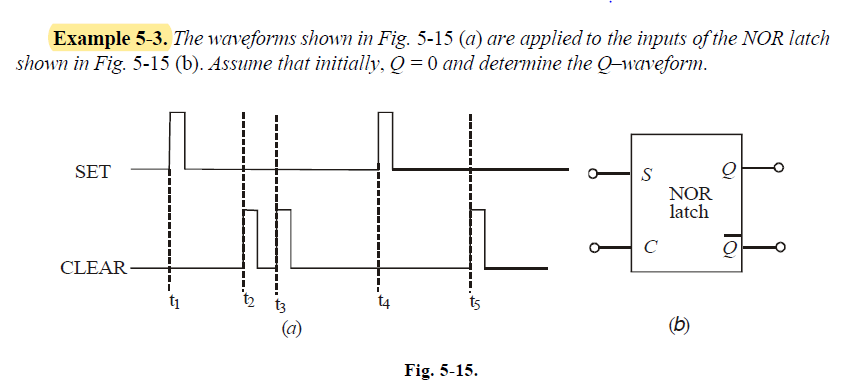 Example 5-3. The waveforms shown in Fig. 5-15 (a) are applied to the inputs of the NOR latch
shown in Fig. 5-15 (b). Assume that initially, Q = 0 and determine the Q–waveform.
SET
CLEAR
t1
t2
t3
t4
t5
(a)
S
Q
NOR
latch
C
Q̅
(b)
Fig. 5-15.